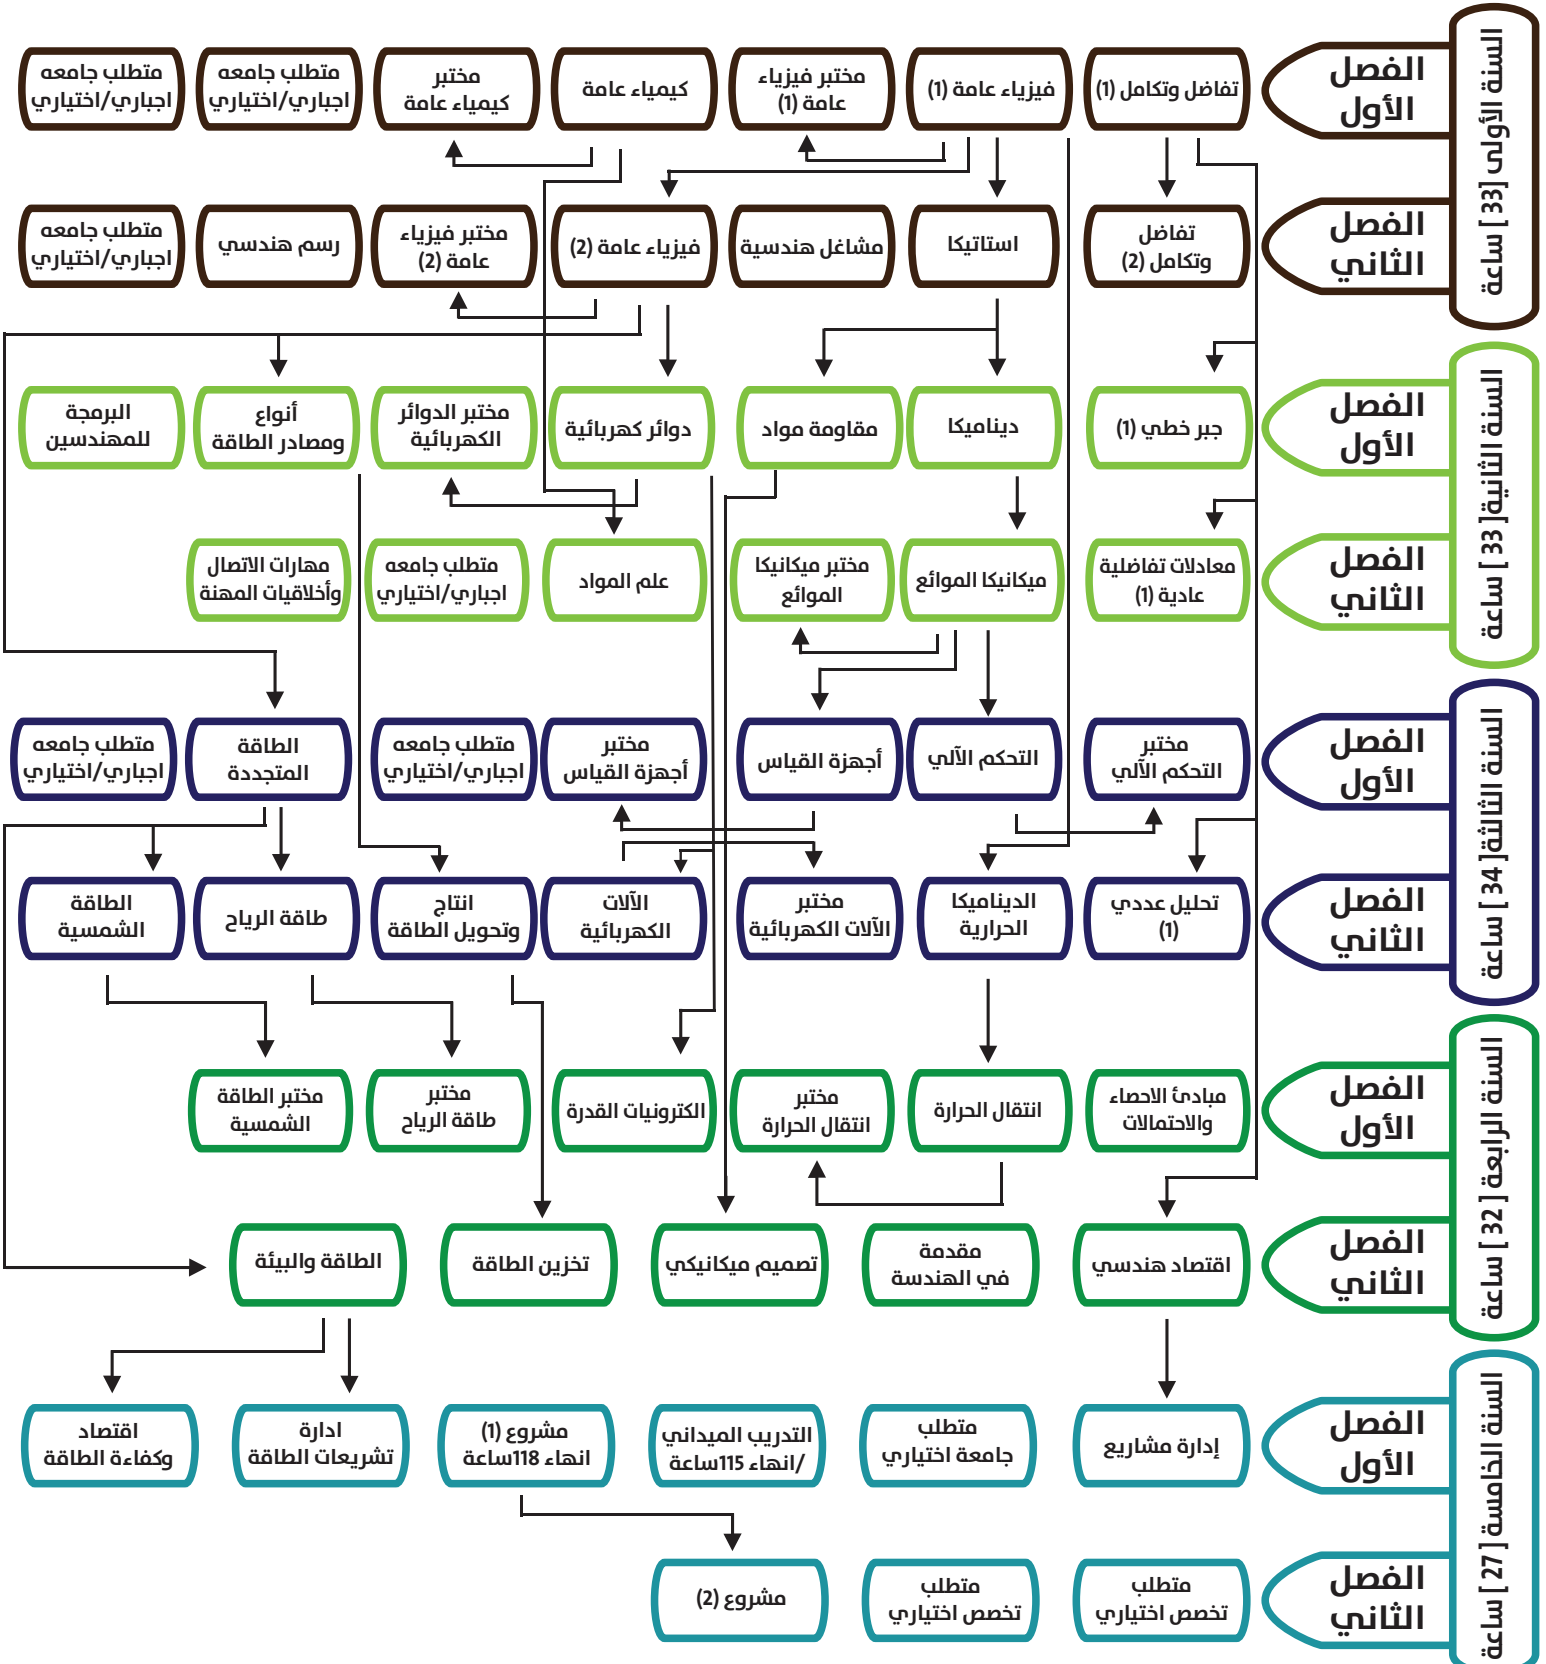 السنه الأولى [33 ] ساعة
الفصل
الأول
تفاضل وتكامل (1)
فيزياء عامة (1)
مختبر فيزياء
عامة (1)
كيمياء عامة
مختبر
كيمياء عامة
متطلب جامعه
اجباري/اختياري
متطلب جامعه
اجباري/اختياري
الفصل
الثاني
تفاضل
وتكامل (2)
استاتيكا
مشاغل هندسية
فيزياء عامة (2)
مختبر فيزياء
عامة (2)
رسم هندسي
متطلب جامعه
اجباري/اختياري
السنة الثانية[ 33 ] ساعة
الفصل
الأول
جبر خطي (1)
ديناميكا
مقاومة مواد
دوائر كهربائية
مختبر الدوائر
الكهربائية
أنواع
ومصادر الطاقة
البرمجة
للمهندسين
الفصل
الثاني
معادلات تفاضلية
عادية (1)
ميكانيكا الموائع
مختبر ميكانيكا
الموائع
علم المواد
متطلب جامعه
اجباري/اختياري
مهارات الاتصال
وأخلاقيات المهنة
السنة الثالثة[ 34 ] ساعة
الفصل
الأول
مختبر
التحكم الآلي
التحكم الآلي
أجهزة القياس
مختبر
أجهزة القياس
متطلب جامعه
اجباري/اختياري
الطاقة
المتجددة
متطلب جامعه
اجباري/اختياري
الفصل
الثاني
تحليل عددي
(1)
الديناميكا
الحرارية
مختبر
الآلات الكهربائية
الآلات
الكهربائية
انتاج
وتحويل الطاقة
طاقة الرياح
الطاقة
الشمسية
السنة الرابعة [ 32 ] ساعة
الفصل
الأول
مبادئ الاحصاء
والاحتمالات
انتقال الحرارة
مختبر
انتقال الحرارة
الكترونيات القدرة
مختبر
طاقة الرياح
مختبر الطاقة
الشمسية
الفصل
الثاني
اقتصاد هندسي
مقدمة
في الهندسة
تصميم ميكانيكي
تخزين الطاقة
الطاقة والبيئة
السنة الخامسة [ 27 ] ساعة
الفصل
الأول
إدارة مشاريع
متطلب
جامعة اختياري
التدريب الميداني
/انهاء 115ساعة
مشروع (1)
انهاء 118ساعة
ادارة
تشريعات الطاقة
اقتصاد
وكفاءة الطاقة
الفصل
الثاني
متطلب
تخصص اختياري
متطلب
تخصص اختياري
مشروع (2)